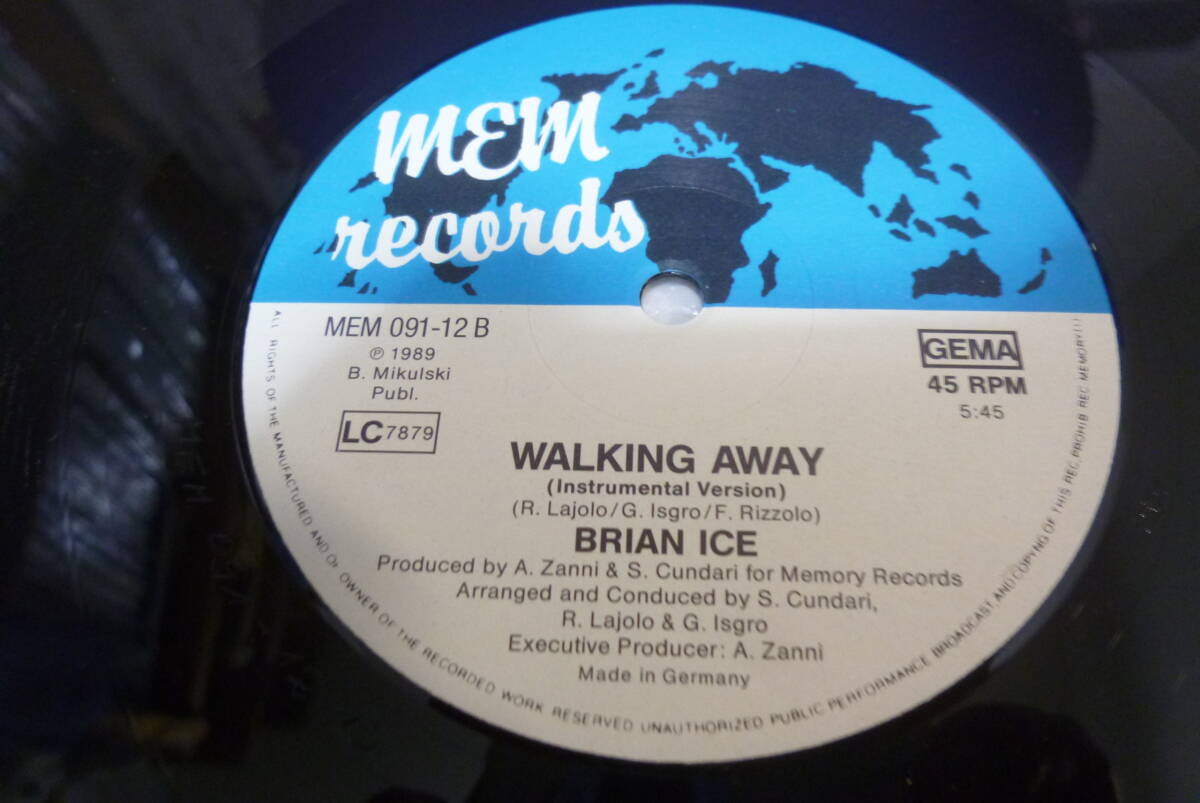 MEM
records
MEM 091-12 B
℗ 1989
B. Mikulski
Publ.
LC 7879
GEMA
45 RPM
5:45
WALKING AWAY
(Instrumental Version)
(R. Lajolo/G. Isgro/F. Rizzolo)
BRIAN ICE
Produced by A. Zanni & S. Cundari for Memory Records
Arranged and Conduced by S. Cundari,
R. Lajolo & G. Isgro
Executive Producer: A. Zanni
Made in Germany
ALL RIGHTS OF THE MANUFACTURED AND OF OWNER OF THE RECORDED WORK RESERVED UNAUTHORIZED PUBLIC PERFORMANCE BROADCAST, AND COPYNG OF THIS REC. PROHIB REC. MEMORY